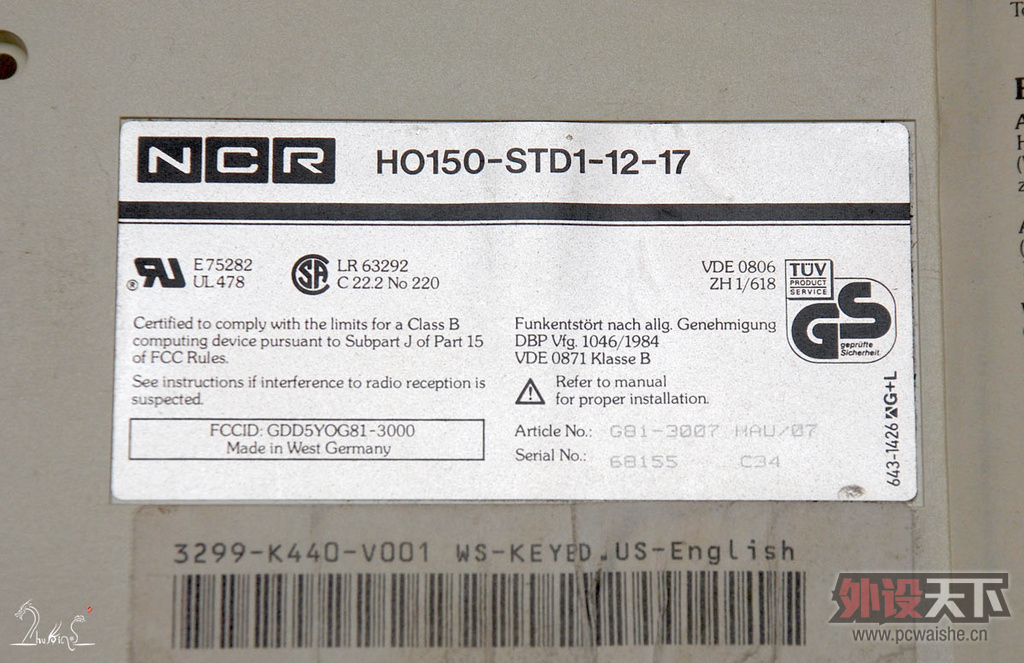 NCR HO150-STD1-12-17
E75282
UL 478
LR 63292
C 22.2 No 220
VDE 0806
ZH 1/618
TÜV
PRODUCT
SERVICE
GS
geprüfte
Sicherheit
Certified to comply with the limits for a Class B
computing device pursuant to Subpart J of Part 15
of FCC Rules.
See instructions if interference to radio reception is
suspected.
FCCID: GDD5YOG81-3000
Made in West Germany
Funkentstört nach allg. Genehmigung
DBP Vfg. 1046/1984
VDE 0871 Klasse B
Refer to manual
for proper installation.
Article No.: G81-3007 HAU/07
Serial No.: 68155 C34
643-1426 G+L
3299-K440-V001 WS-KEYBD.US-English
外设天下
www.pcwaishe.cn